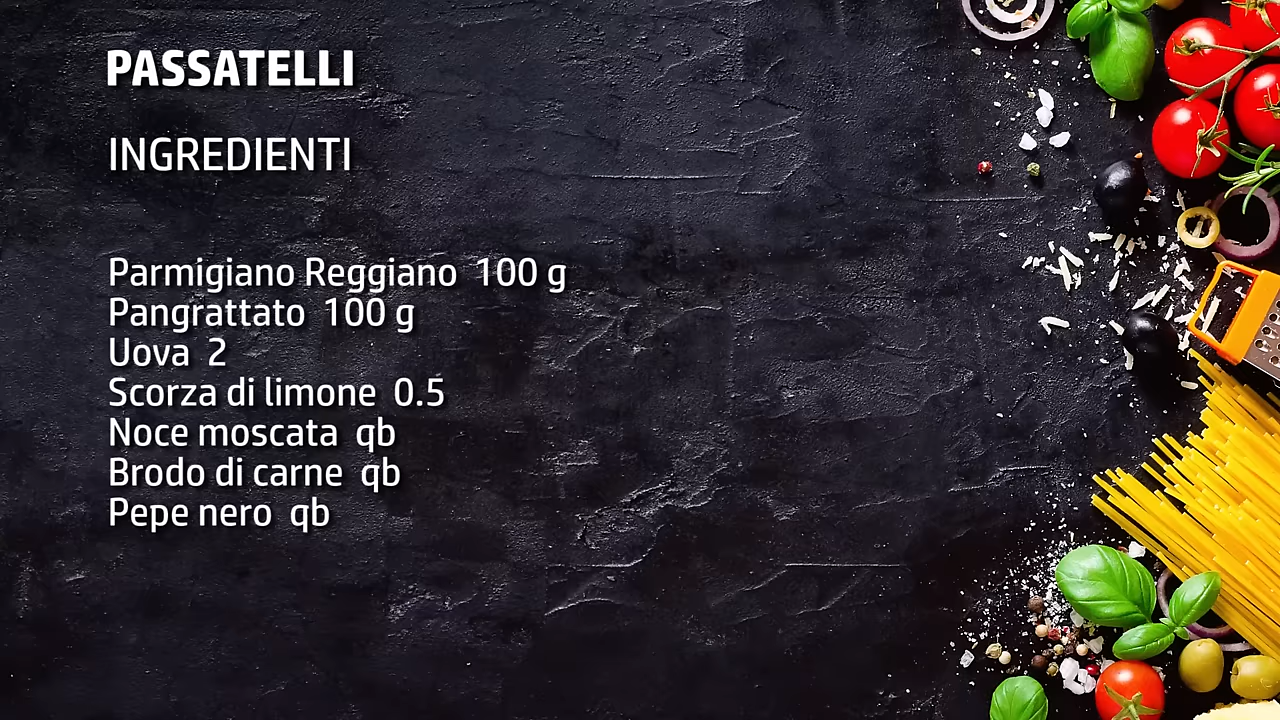 PASSATELLI
INGREDIENTI
Parmigiano Reggiano 100 g
Pangrattato 100 g
Uova 2
Scorza di limone 0.5
Noce moscata qb
Brodo di carne qb
Pepe nero qb